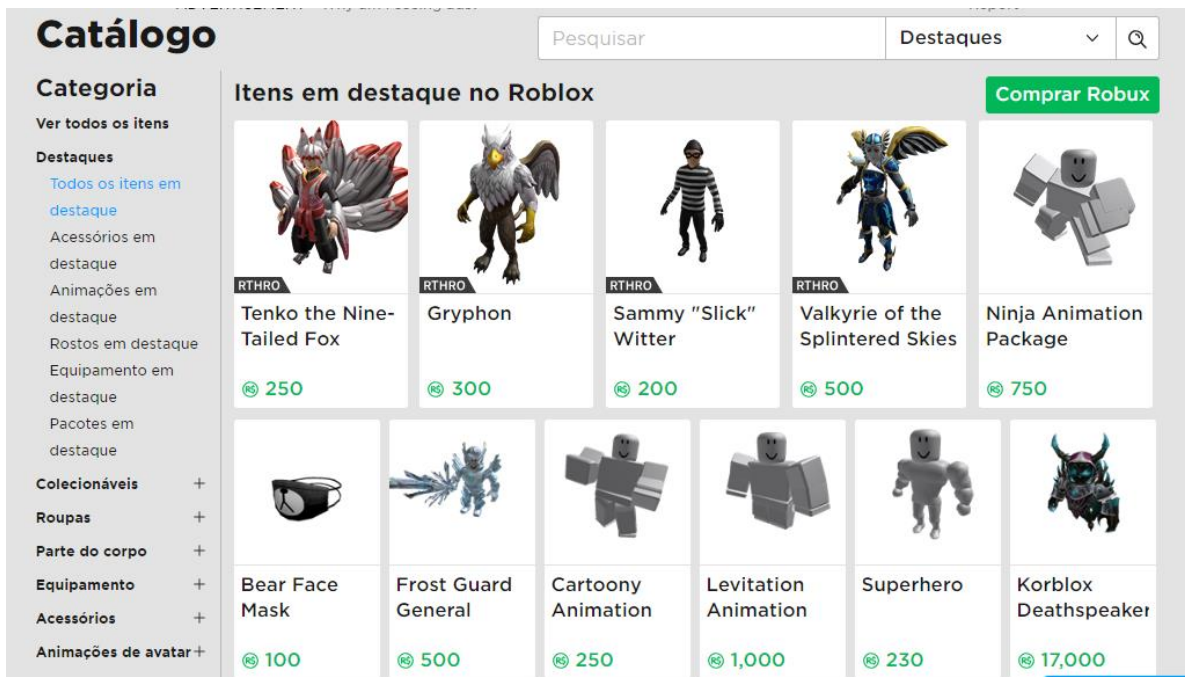 Catálogo
Pesquisar
Destaques
Categoria
Ver todos os itens
Destaques
Todos os itens em
destaque
Acessórios em
destaque
Animações em
destaque
Rostos em destaque
Equipamento em
destaque
Pacotes em
destaque
Colecionáveis +
Roupas +
Parte do corpo +
Equipamento +
Acessórios +
Animações de avatar +
Itens em destaque no Roblox
Comprar Robux
RTHRO
Tenko the Nine-
Tailed Fox
R$ 250
RTHRO
Gryphon
R$ 300
RTHRO
Sammy "Slick"
Witter
R$ 200
RTHRO
Valkyrie of the
Splintered Skies
R$ 500
Ninja Animation
Package
R$ 750
Bear Face
Mask
R$ 100
Frost Guard
General
R$ 500
Cartoony
Animation
R$ 250
Levitation
Animation
R$ 1,000
Superhero
R$ 230
Korblox
Deathspeaker
R$ 17,000